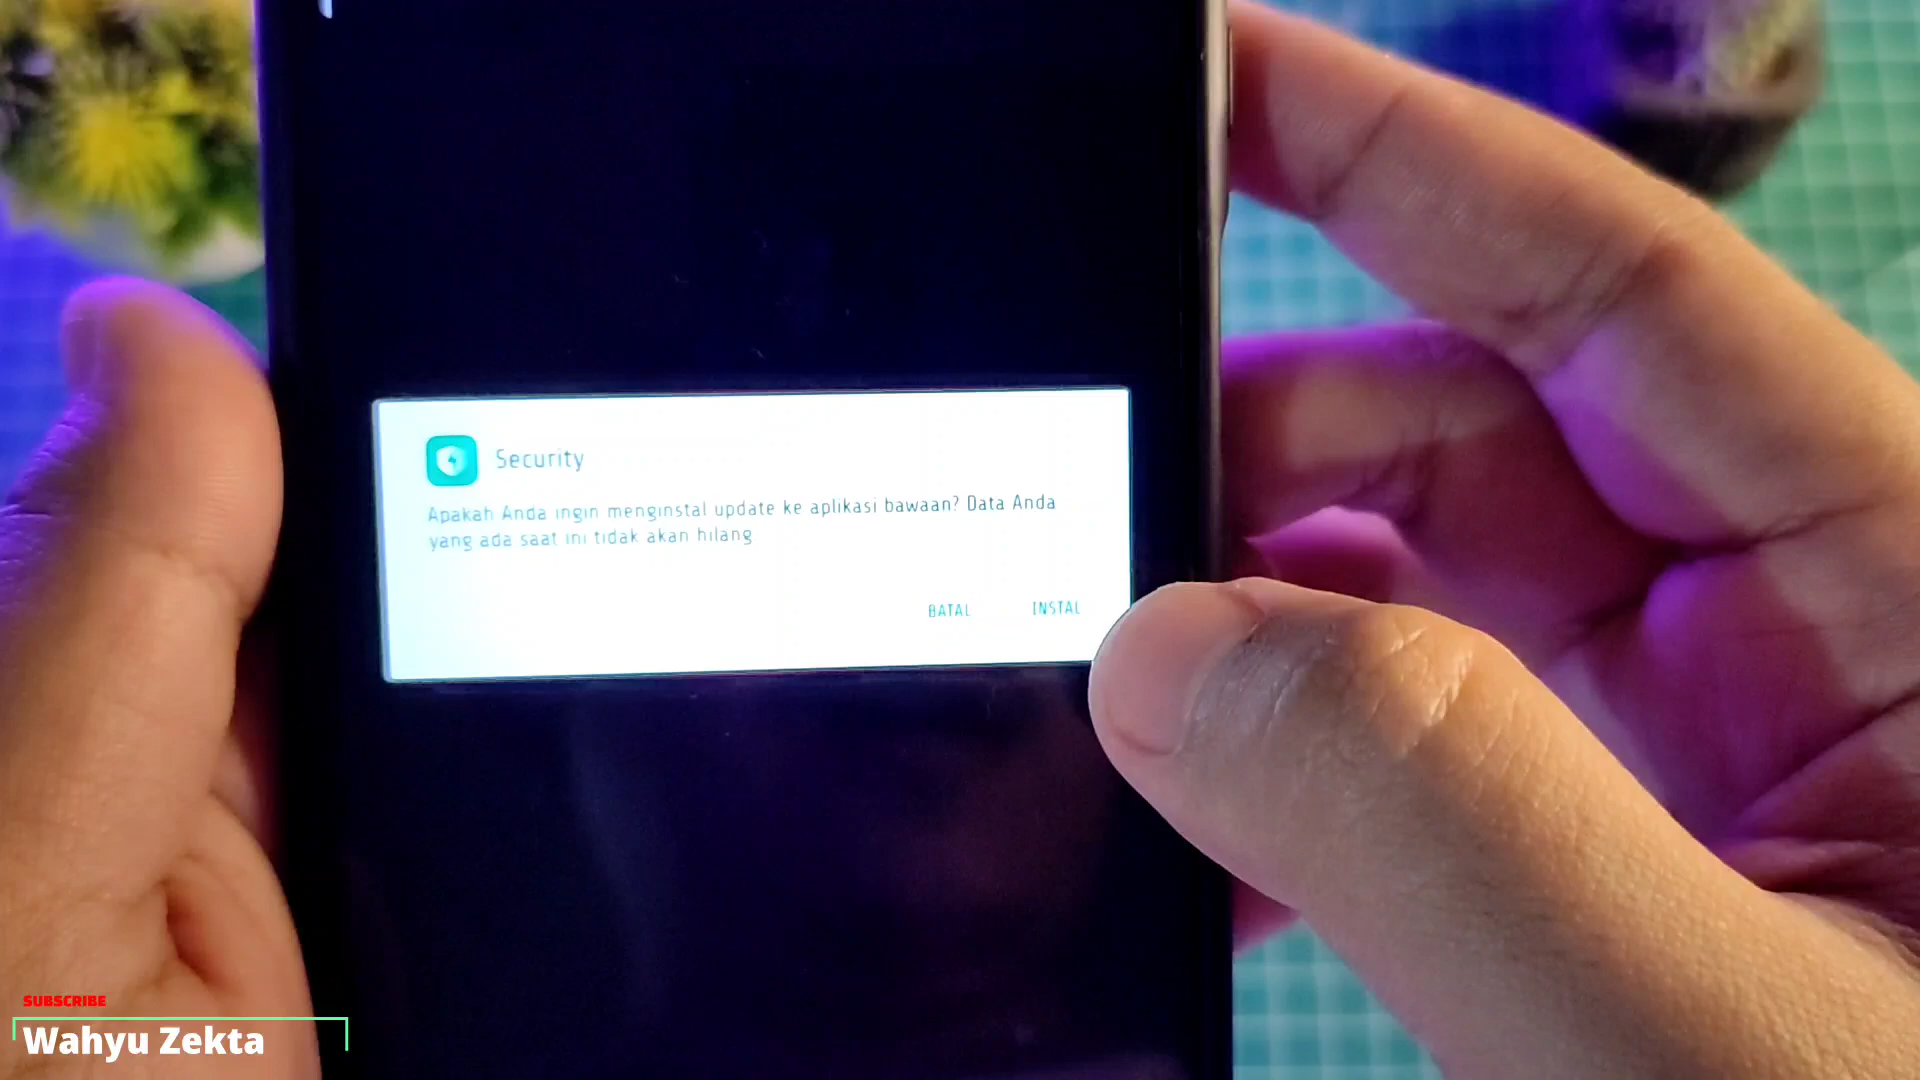 Security
Apakah Anda ingin menginstal update ke aplikasi bawaan? Data Anda
yang ada saat ini tidak akan hilang.
BATAL INSTAL
SUBSCRIBE
Wahyu Zekta